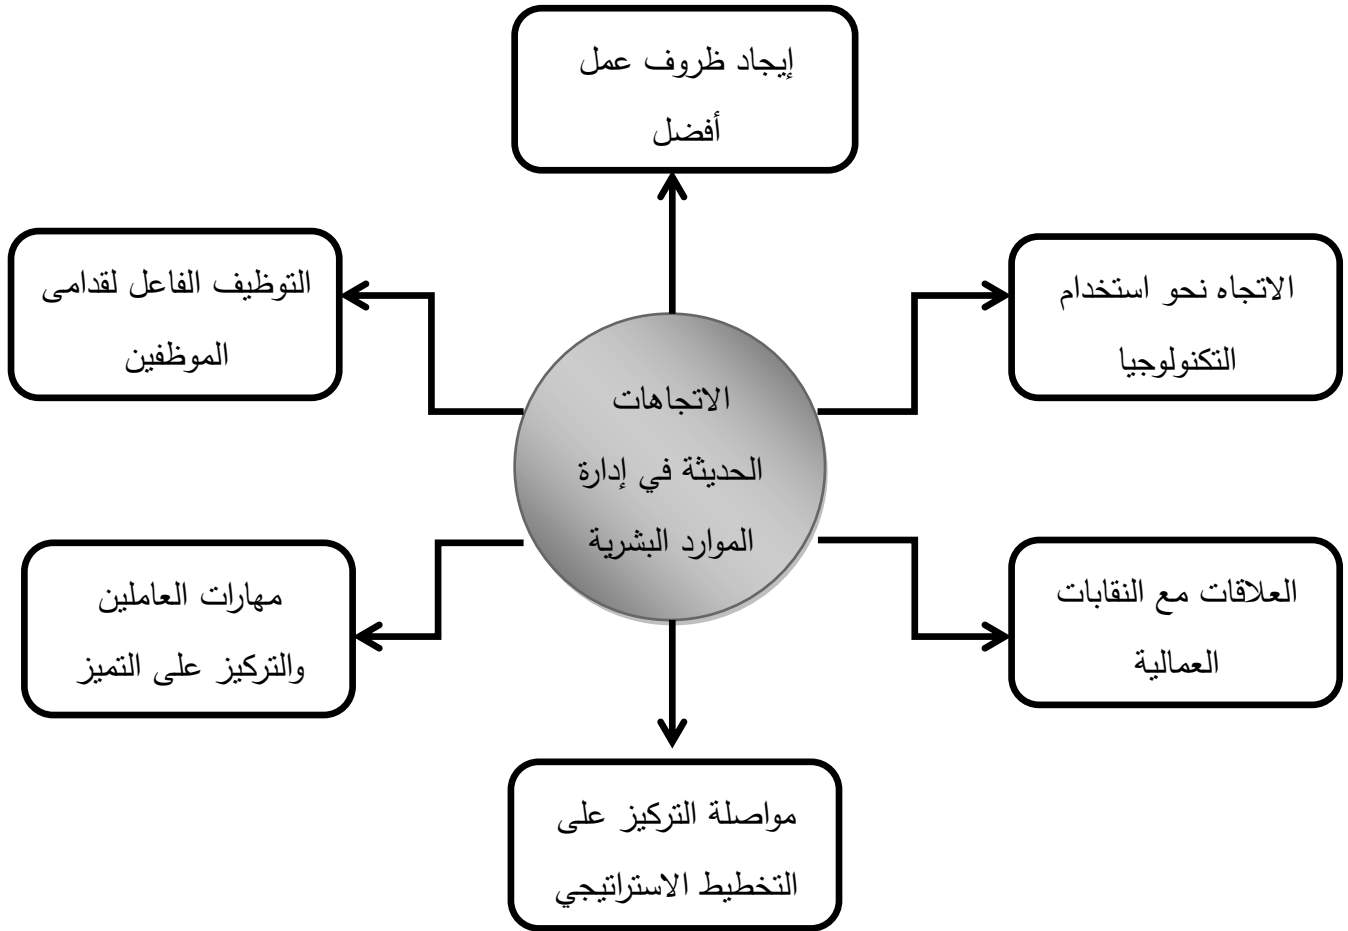 إيجاد ظروف عمل
أفضل
الاتجاه نحو استخدام
التكنولوجيا
التوظيف الفاعل لقدامى
الموظفين
الاتجاهات
الحديثة في إدارة
الموارد البشرية
العلاقات مع النقابات
العمالية
مهارات العاملين
والتركيز على التميز
مواصلة التركيز على
التخطيط الاستراتيجي